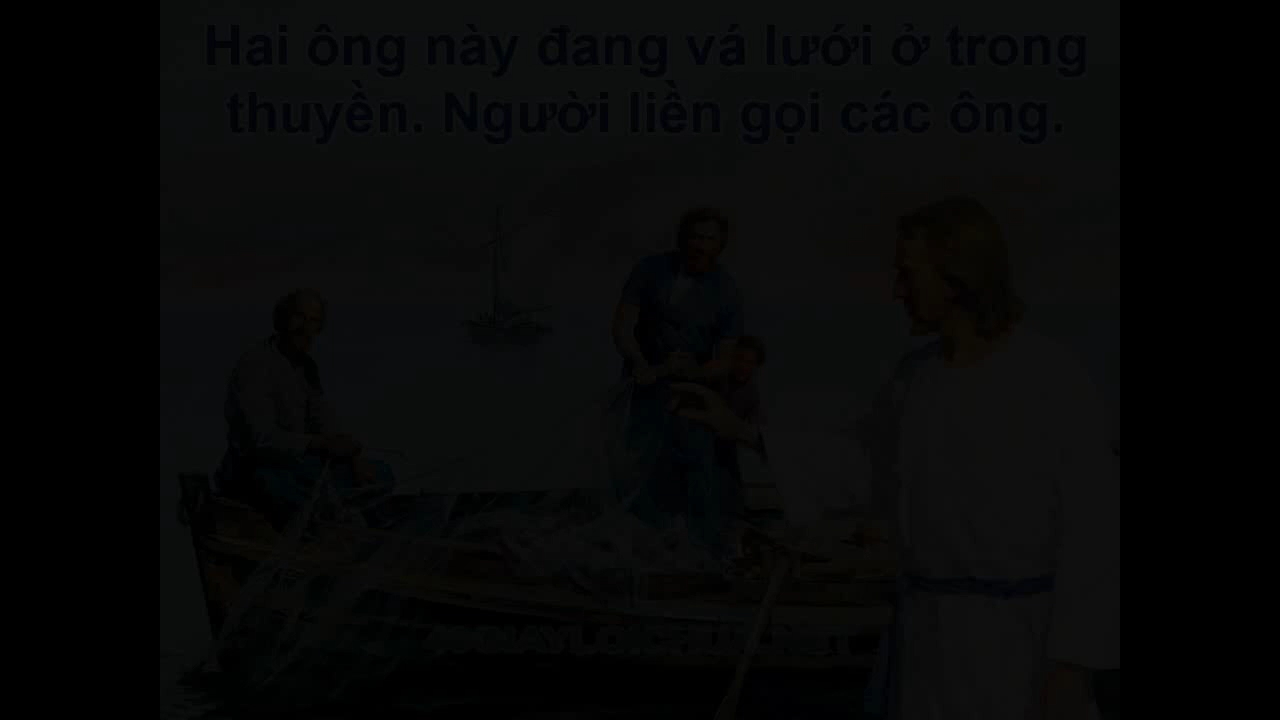 Hai ông này đang vá lưới ở trong
thuyền. Người liền gọi các ông.